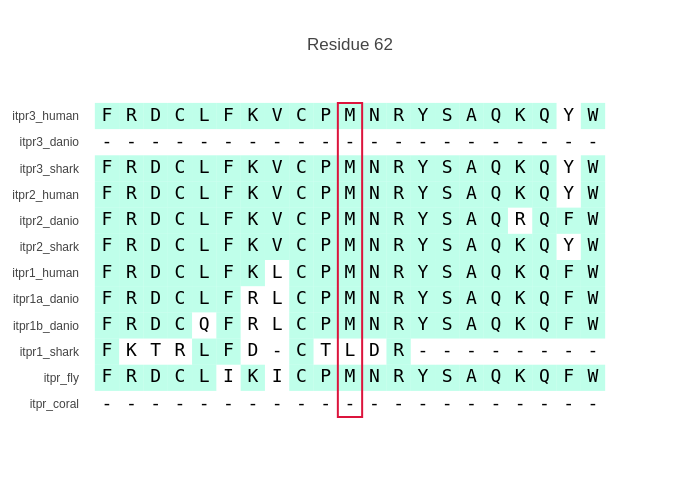 Residue 62
itpr3_human F R D C L F K V C P M N R Y S A Q K Q Y W
itpr3_danio - - - - - - - - - - - - - - - - - - - - -
itpr3_shark F R D C L F K V C P M N R Y S A Q K Q Y W
itpr2_human F R D C L F K V C P M N R Y S A Q K Q Y W
itpr2_danio F R D C L F K V C P M N R Y S A Q R Q F W
itpr2_shark F R D C L F K V C P M N R Y S A Q K Q Y W
itpr1_human F R D C L F K L C P M N R Y S A Q K Q F W
itpr1a_danio F R D C L F R L C P M N R Y S A Q K Q F W
itpr1b_danio F R D C Q F R L C P M N R Y S A Q K Q F W
itpr1_shark F K T R L F D - C T L D R - - - - - - - -
itpr_fly F R D C L I K I C P M N R Y S A Q K Q F W
itpr_coral - - - - - - - - - - - - - - - - - - - - -